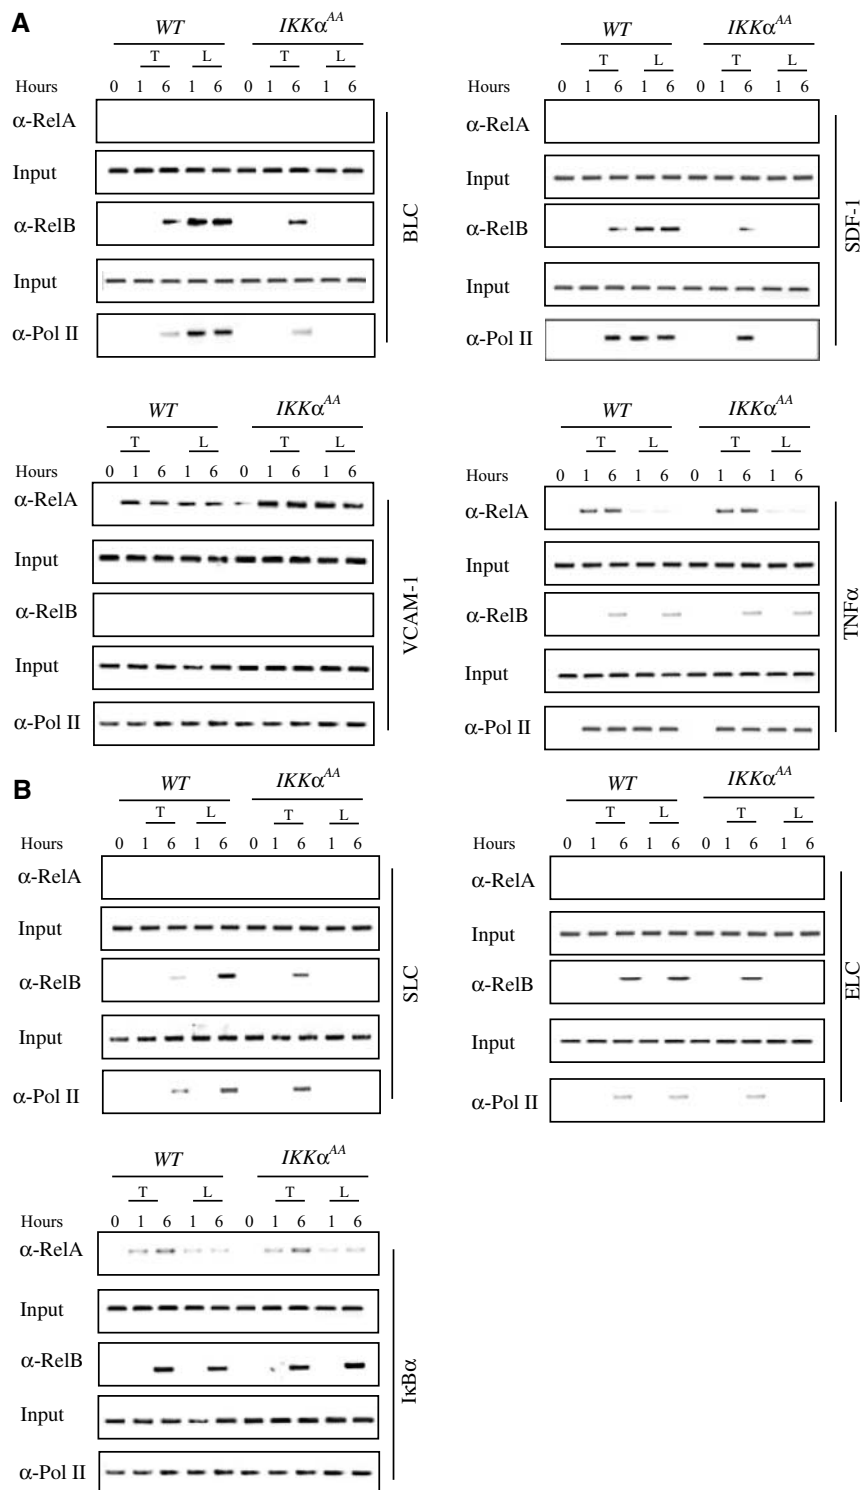 A
WT IKKα^AA
T L T L
Hours 0 1 6 1 6 0 1 6 1 6
α-RelA
Input
α-RelB
Input
α-Pol II
BLC
WT IKKα^AA
T L T L
Hours 0 1 6 1 6 0 1 6 1 6
α-RelA
Input
α-RelB
Input
α-Pol II
SDF-1
WT IKKα^AA
T L T L
Hours 0 1 6 1 6 0 1 6 1 6
α-RelA
Input
α-RelB
Input
α-Pol II
VCAM-1
WT IKKα^AA
T L T L
Hours 0 1 6 1 6 0 1 6 1 6
α-RelA
Input
α-RelB
Input
α-Pol II
TNFα
B
WT IKKα^AA
T L T L
Hours 0 1 6 1 6 0 1 6 1 6
α-RelA
Input
α-RelB
Input
α-Pol II
SLC
WT IKKα^AA
T L T L
Hours 0 1 6 1 6 0 1 6 1 6
α-RelA
Input
α-RelB
Input
α-Pol II
ELC
WT IKKα^AA
T L T L
Hours 0 1 6 1 6 0 1 6 1 6
α-RelA
Input
α-RelB
Input
α-Pol II
IκBα